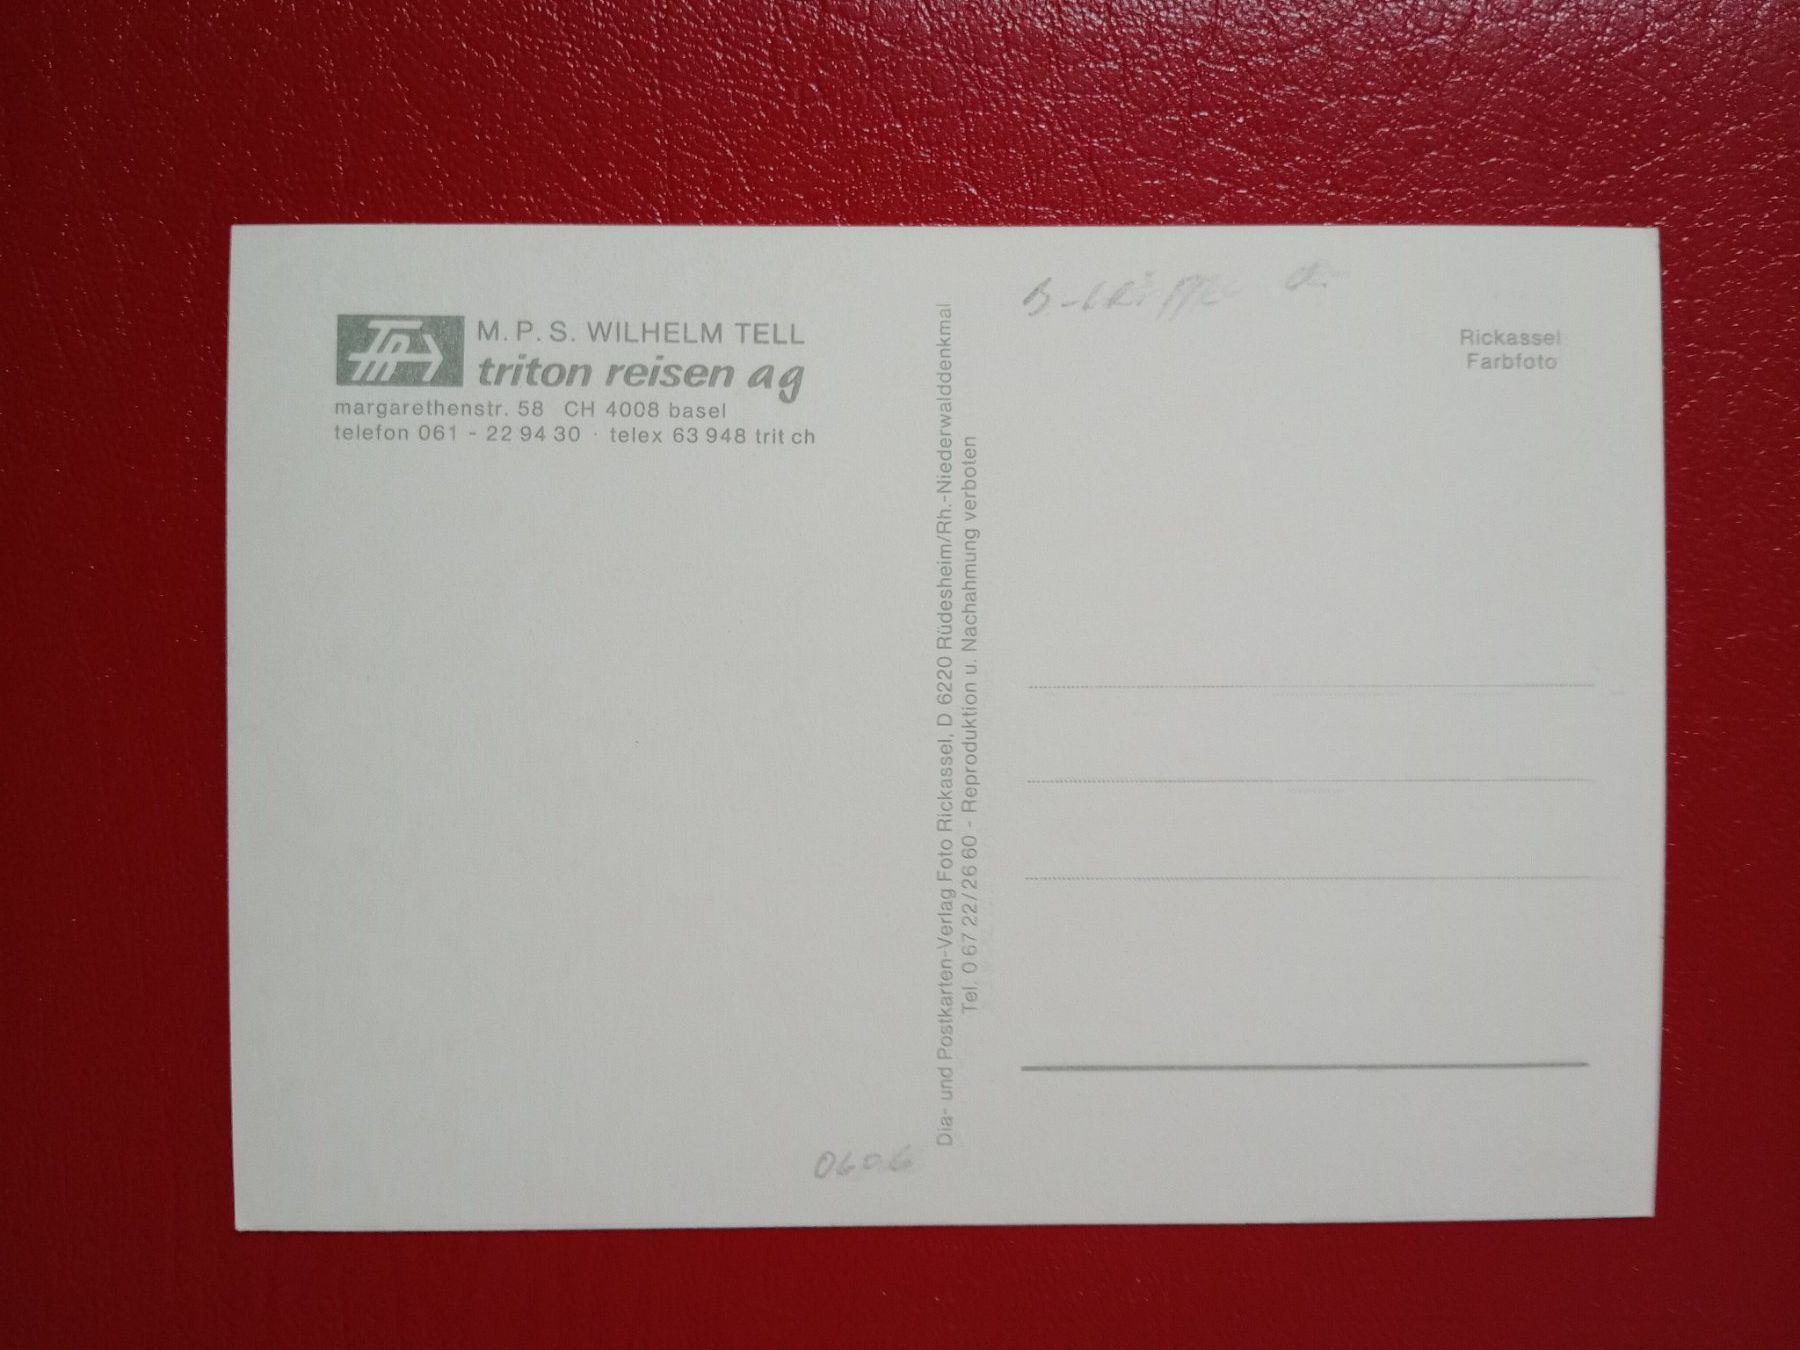 M. P. S. WILHELM TELL
triton reisen ag
margarethenstr. 58 CH 4008 basel
telefon 061 - 22 94 30 · telex 63 948 trit ch
Dia- und Postkarten-Verlag Foto Rickassel, D 6220 Rüdesheim/Rh.-Niederwalddenkmal
Tel. 0 67 22/26 60 - Reproduktion u. Nachahmung verboten
Rickassel
Farbfoto
0606